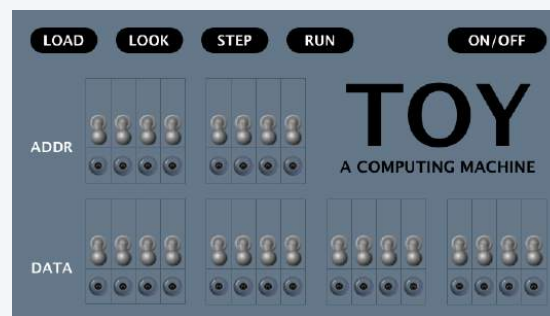 LOAD LOOK STEP RUN ON/OFF
TOY
ADDR
A COMPUTING MACHINE
DATA